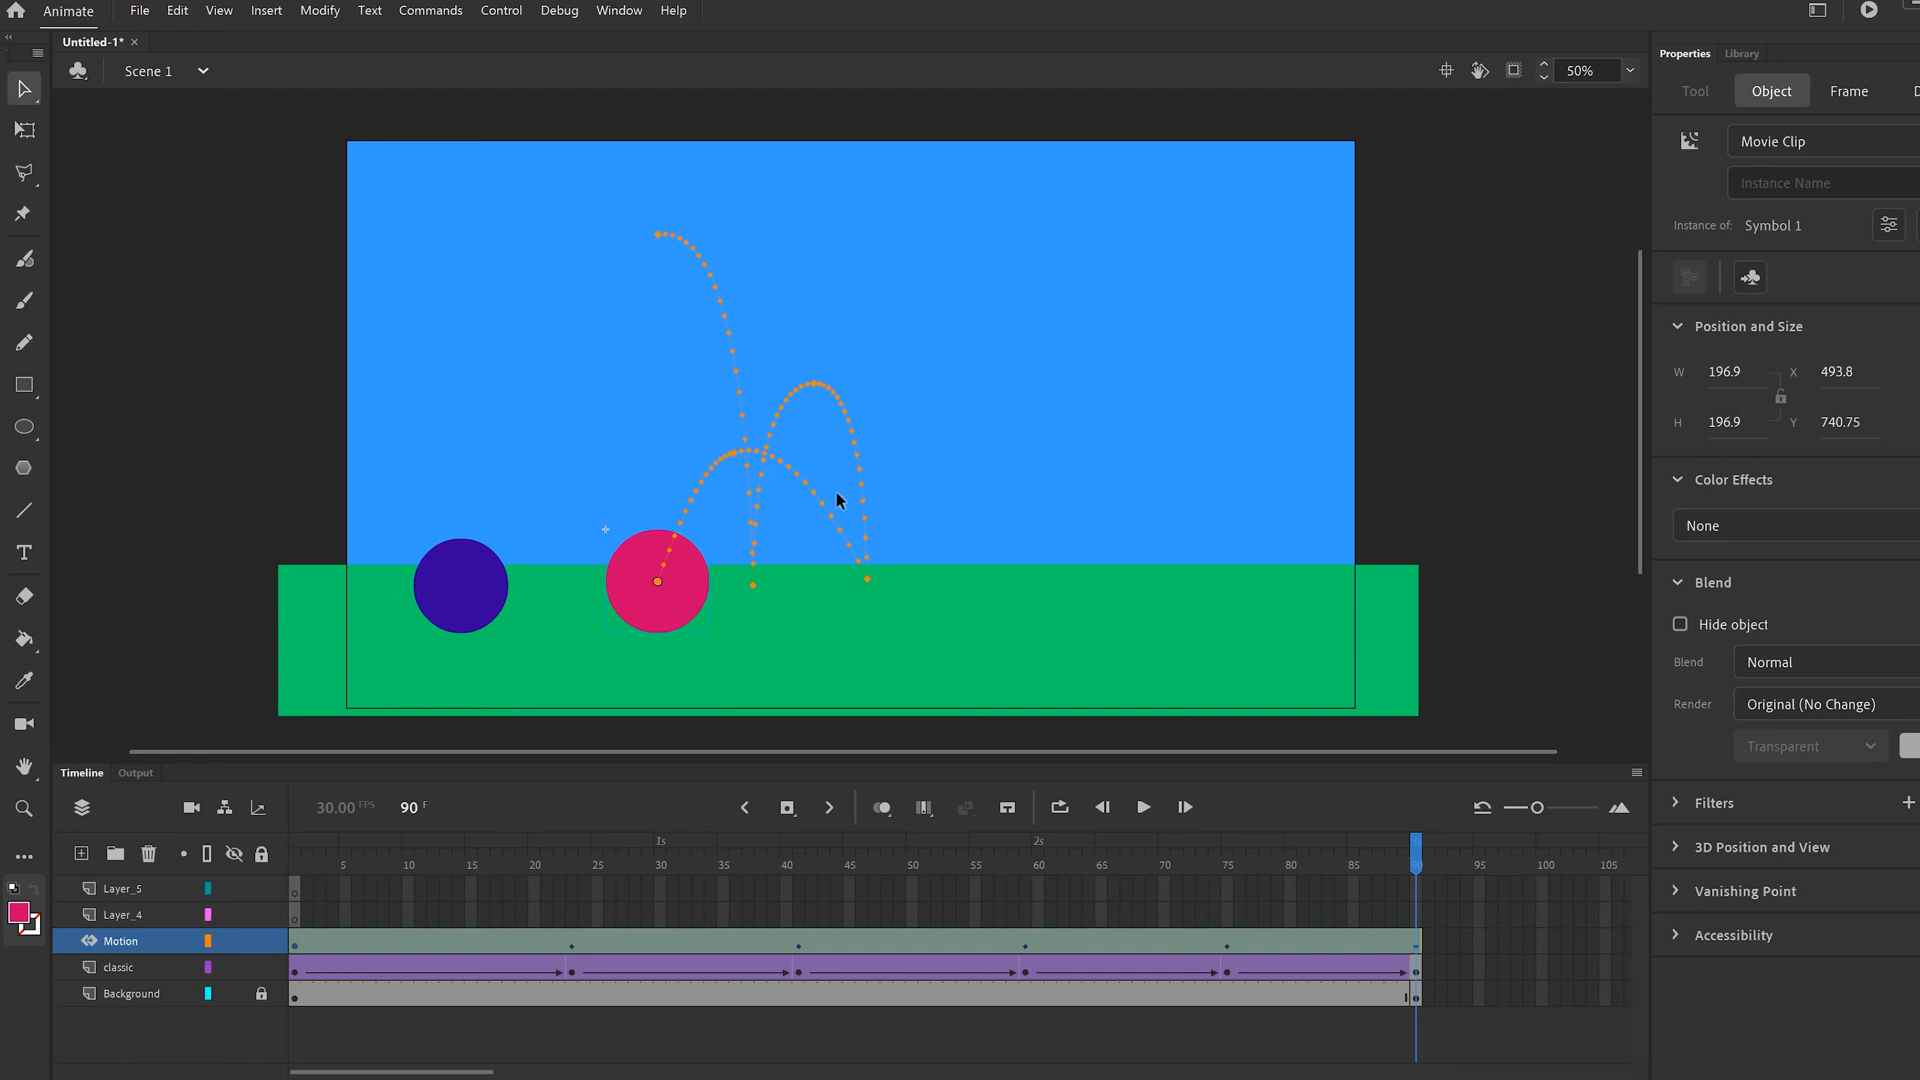 Animate File Edit View Insert Modify Text Commands Control Debug Window Help
Untitled-1*
Scene 1 50%
Properties Library
Tool Object Frame
Movie Clip
Instance Name
Instance of: Symbol 1
Position and Size
W 196.9 X 493.8
H 196.9 Y 740.75
Color Effects
None
Blend
Hide object
Blend Normal
Render Original (No Change)
Transparent
Filters
3D Position and View
Vanishing Point
Accessibility
Timeline Output
30.00 FPS 90 F
1s 2s
5 10 15 20 25 30 35 40 45 50 55 60 65 70 75 80 85 90 95 100 105
Layer_5
Layer_4
Motion
classic
Background
T